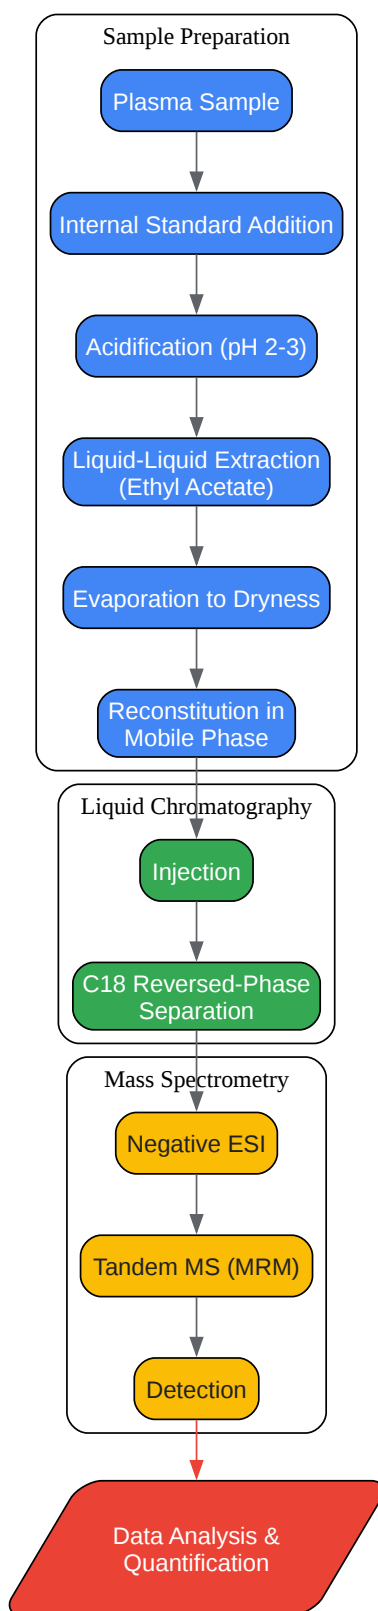 Sample Preparation
Plasma Sample
Internal Standard Addition
Acidification (pH 2-3)
Liquid-Liquid Extraction
(Ethyl Acetate)
Evaporation to Dryness
Reconstitution in
Mobile Phase
Liquid Chromatography
Injection
C18 Reversed-Phase
Separation
Mass Spectrometry
Negative ESI
Tandem MS (MRM)
Detection
Data Analysis &
Quantification